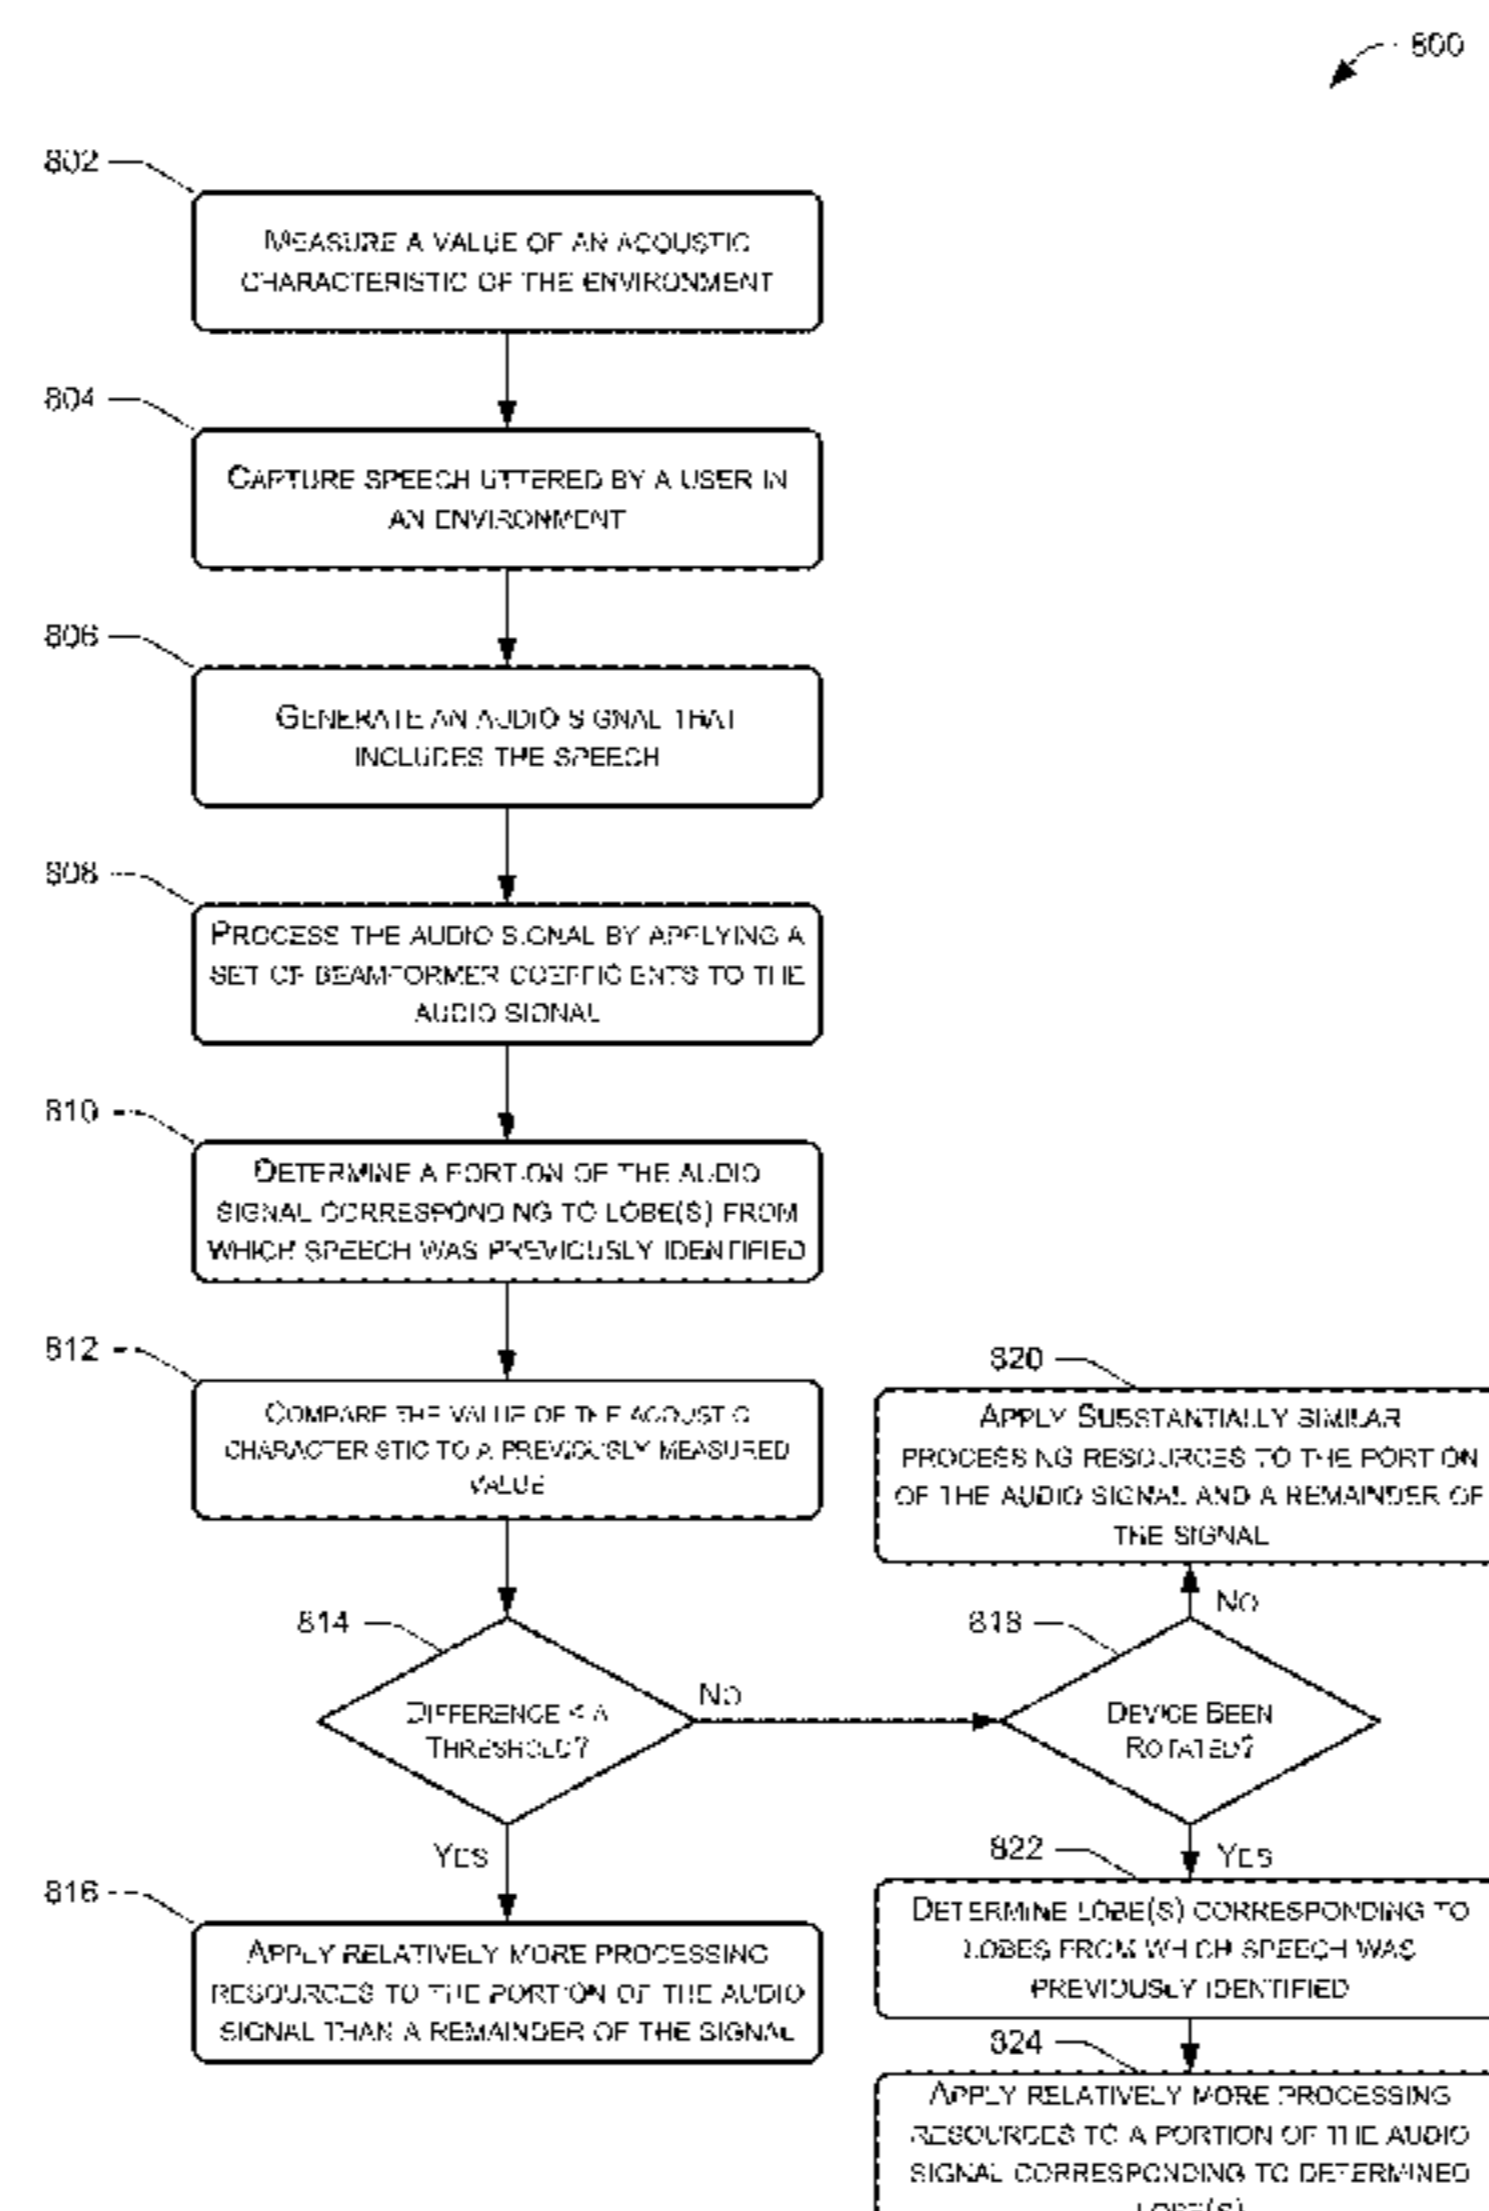 800
802
MEASURE A VALUE OF AN ACOUSTIC
CHARACTERISTIC OF THE ENVIRONMENT
804
CAPTURE SPEECH UTTERED BY A USER IN
AN ENVIRONMENT
806
GENERATE AN AUDIO SIGNAL THAT
INCLUDES THE SPEECH
808
PROCESS THE AUDIO SIGNAL BY APPLYING A
SET OF BEAMFORMER COEFFICIENTS TO THE
AUDIO SIGNAL
810
DETERMINE A PORTION OF THE AUDIO
SIGNAL CORRESPONDING TO LOBE(S) FROM
WHICH SPEECH WAS PREVIOUSLY IDENTIFIED
812
COMPARE THE VALUE OF THE ACOUSTIC
CHARACTERISTIC TO A PREVIOUSLY MEASURED
VALUE
814
DIFFERENCE < A
THRESHOLD?
NO
YES
816
APPLY RELATIVELY MORE PROCESSING
RESOURCES TO THE PORTION OF THE AUDIO
SIGNAL THAN A REMAINDER OF THE SIGNAL
820
APPLY SUBSTANTIALLY SIMILAR
PROCESSING RESOURCES TO THE PORTION
OF THE AUDIO SIGNAL AND A REMAINDER OF
THE SIGNAL
NO
818
DEVICE BEEN
ROTATED?
YES
822
DETERMINE LOBE(S) CORRESPONDING TO
LOBES FROM WHICH SPEECH WAS
PREVIOUSLY IDENTIFIED
824
APPLY RELATIVELY MORE PROCESSING
RESOURCES TO A PORTION OF THE AUDIO
SIGNAL CORRESPONDING TO DETERMINED
LOBE(S)